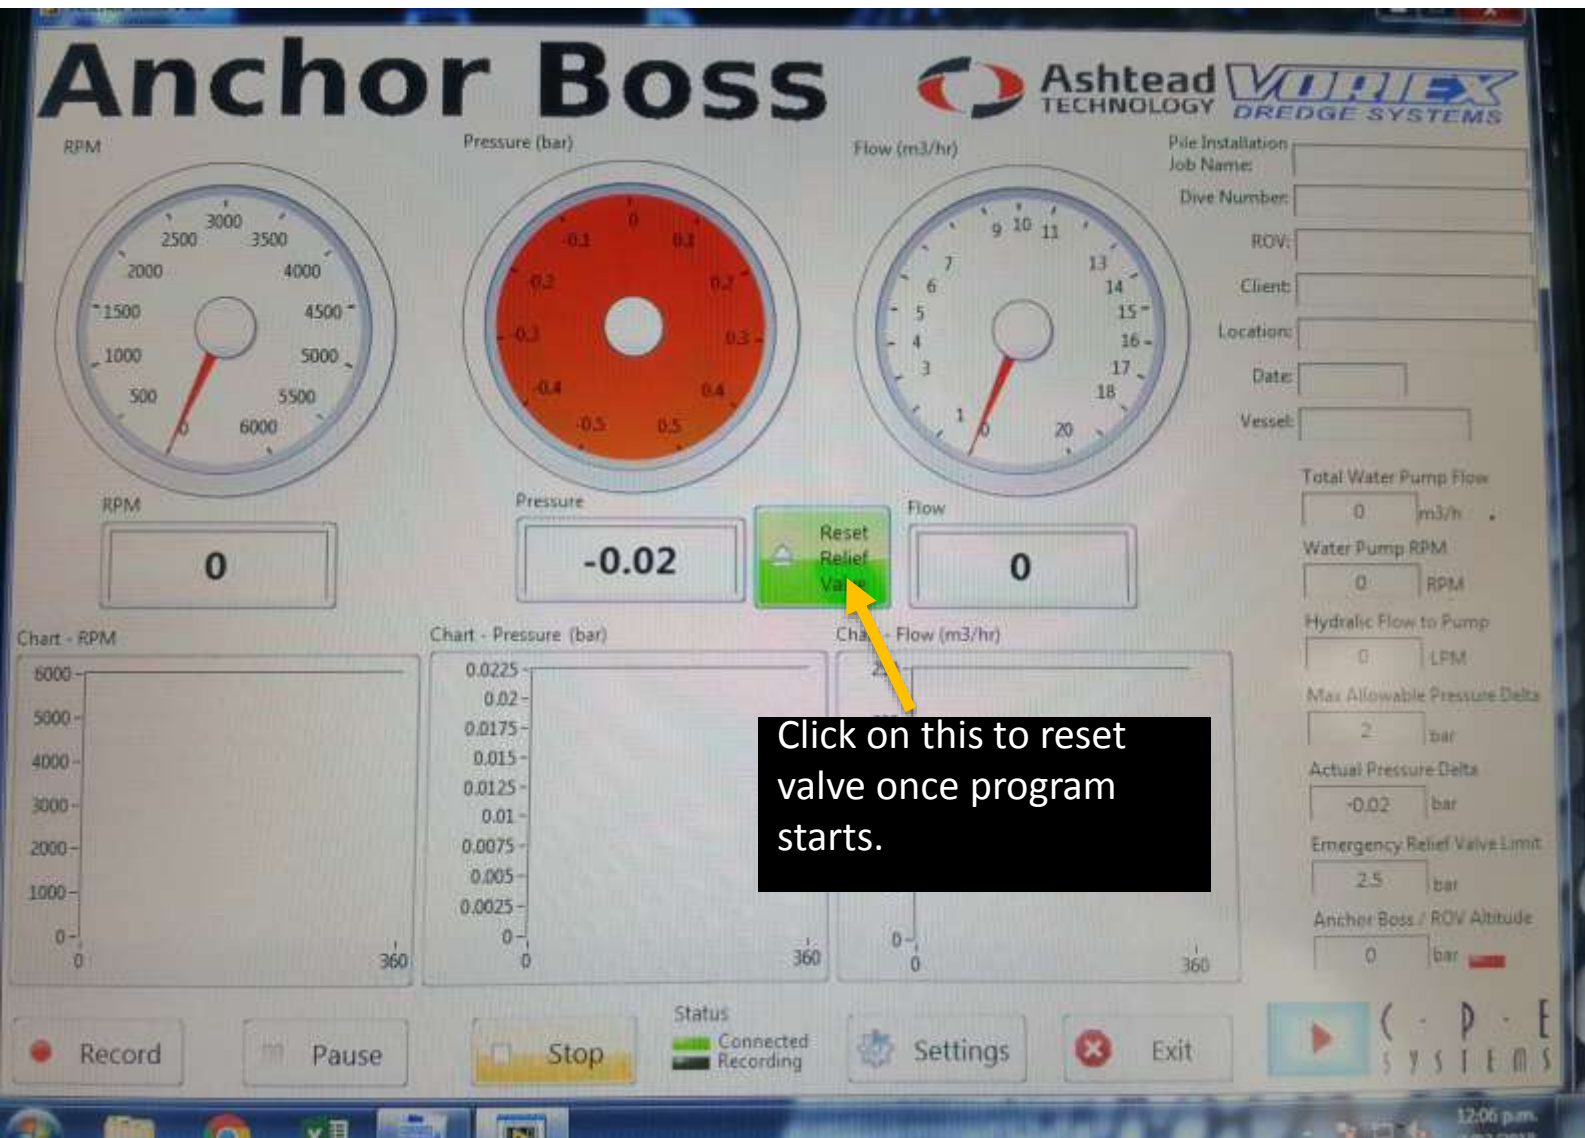 Anchor Boss
Ashtead
TECHNOLOGY
VORTEX
DREDGE SYSTEMS
RPM
Pressure (bar)
Flow (m3/hr)
0
500
1000
1500
2000
2500
3000
3500
4000
4500
5000
5500
6000
-0.5
-0.4
-0.3
-0.2
-0.1
0
0.1
0.2
0.3
0.4
0.5
0
1
3
4
5
6
7
9
10
11
13
14
15
16
17
18
20
Pile Installation
Job Name:
Dive Number:
ROV:
Client:
Location:
Date:
Vessel:
RPM
0
Pressure
-0.02
Reset
Relief
Valve
Flow
0
Total Water Pump Flow
0 m3/h
Water Pump RPM
0 RPM
Hydralic Flow to Pump
0 LPM
Max Allowable Pressure Delta
2 bar
Actual Pressure Delta
-0.02 bar
Emergency Relief Valve Limit
2.5 bar
Anchor Boss / ROV Altitude
0 bar
Chart - RPM
6000
5000
4000
3000
2000
1000
0
0 360
Chart - Pressure (bar)
0.0225
0.02
0.0175
0.015
0.0125
0.01
0.0075
0.005
0.0025
0
0 360
Flow (m3/hr)
0
0 360
Click on this to reset
valve once program
starts.
Record
Pause
Stop
Status
Connected
Recording
Settings
Exit
C · P · E
SYSTEMS
12:06 p.m.